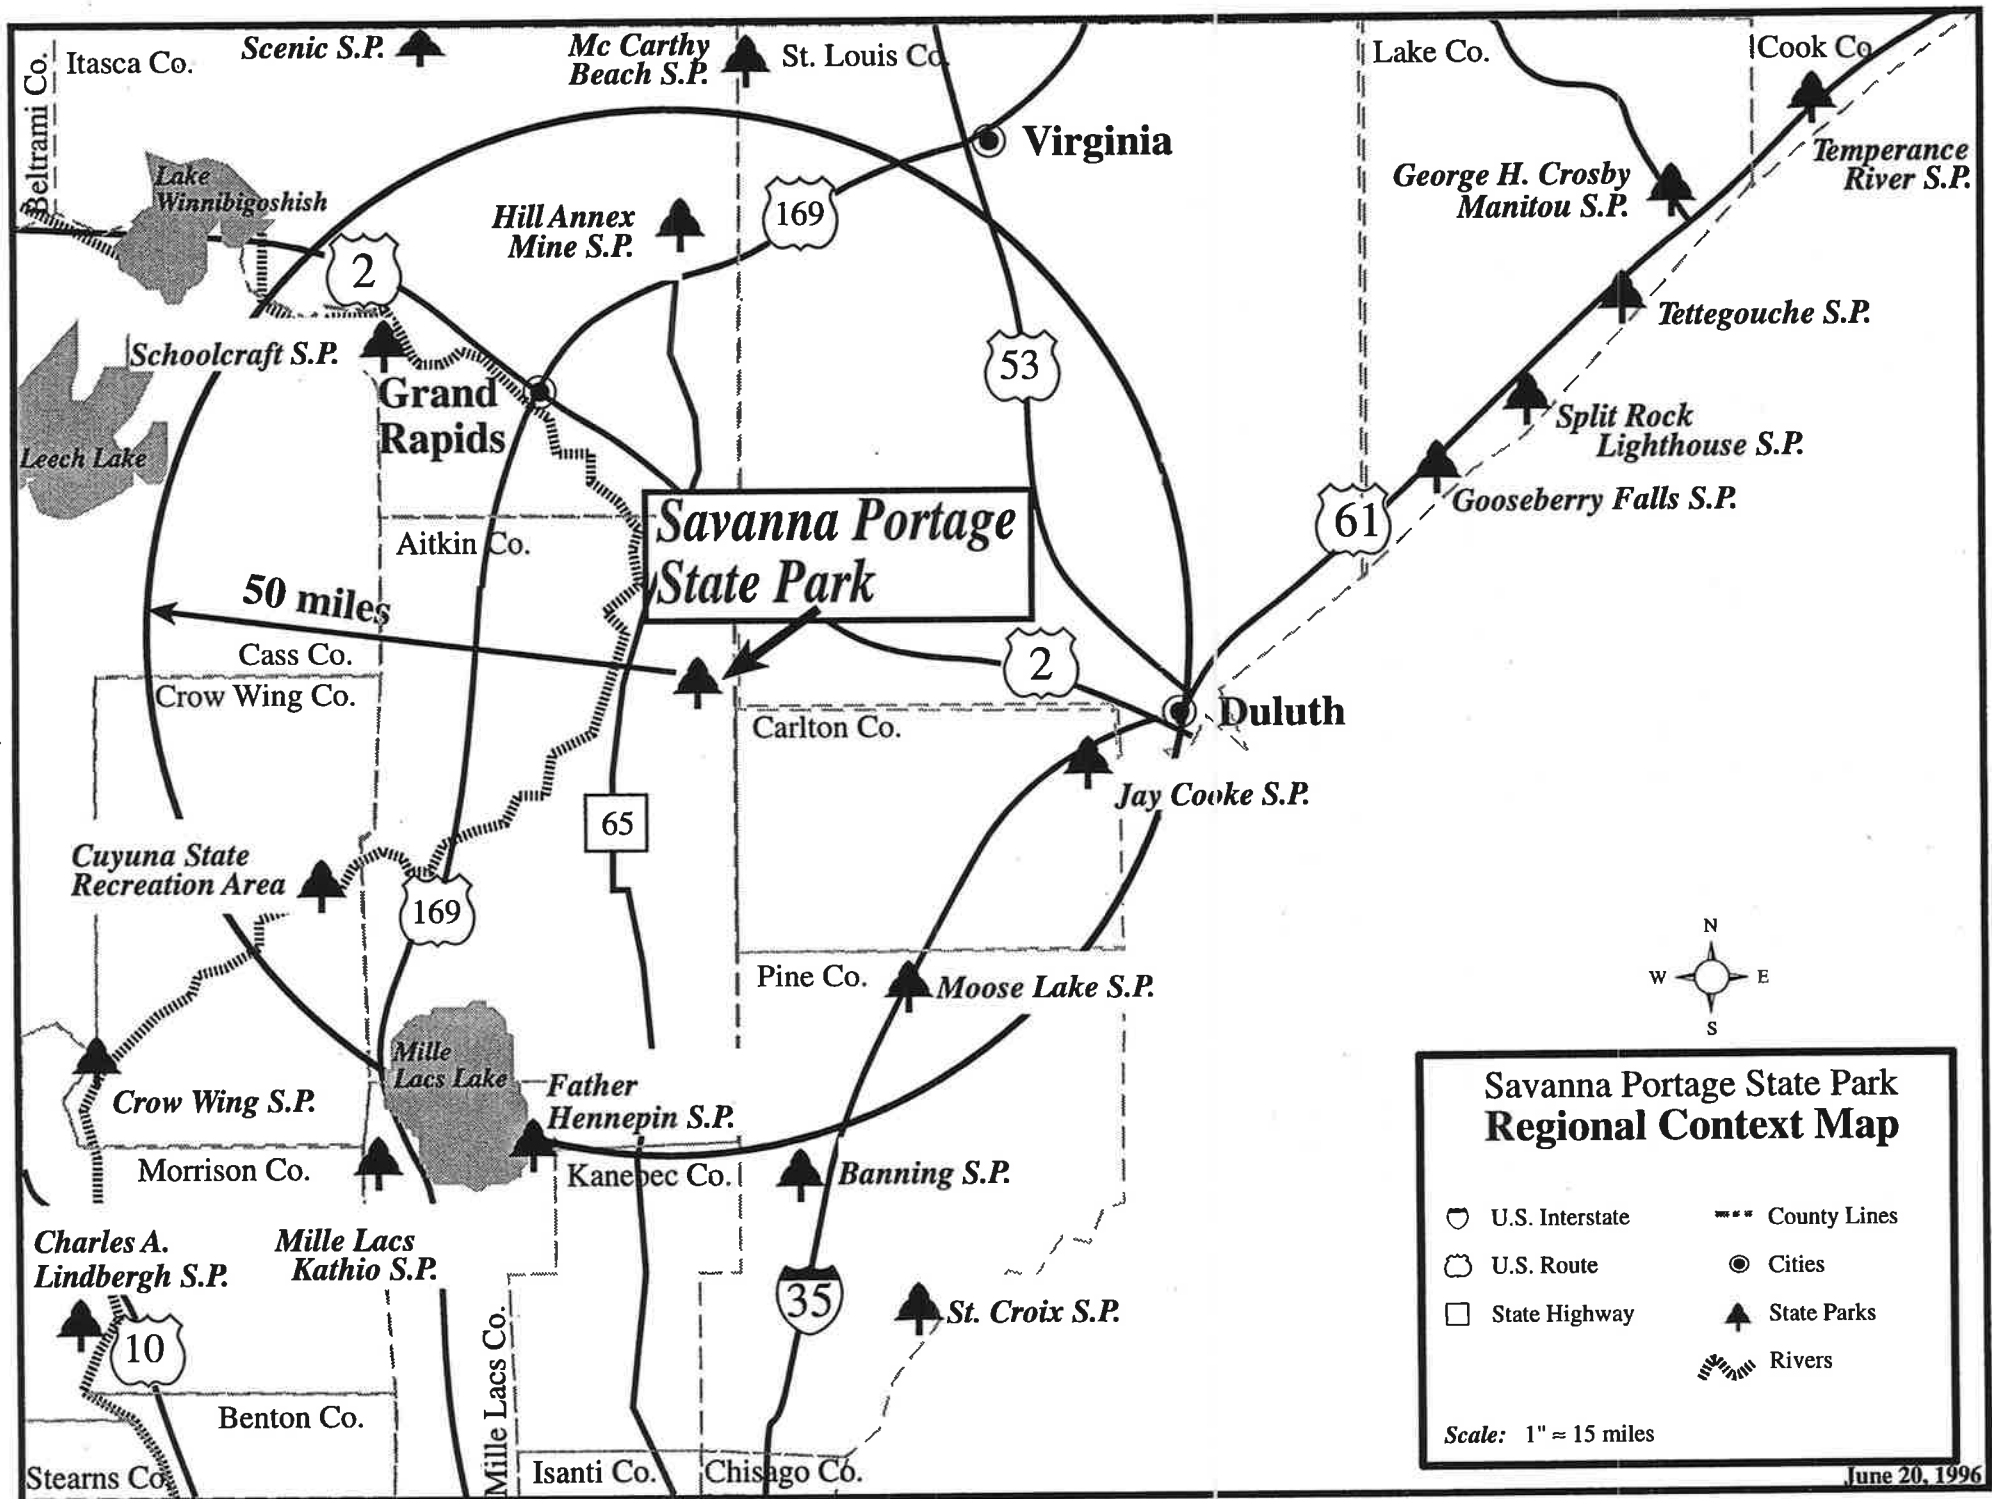 Beltrami Co.
Itasca Co.
Scenic S.P.
Mc Carthy
Beach S.P.
St. Louis Co.
Lake Co.
Cook Co.
Virginia
Temperance
River S.P.
George H. Crosby
Manitou S.P.
Lake
Winnibigoshish
Hill Annex
Mine S.P.
169
2
Tettegouche S.P.
Schoolcraft S.P.
53
Grand
Rapids
Leech Lake
Split Rock
Lighthouse S.P.
Gooseberry Falls S.P.
61
Savanna Portage
State Park
Aitkin Co.
50 miles
Cass Co.
Crow Wing Co.
2
Carlton Co.
Duluth
Jay Cooke S.P.
65
Cuyuna State
Recreation Area
169
Pine Co.
Moose Lake S.P.
N
W
E
S
Mille
Lacs Lake
Father
Hennepin S.P.
Crow Wing S.P.
Morrison Co.
Kanebec Co.
Banning S.P.
Charles A.
Lindbergh S.P.
Mille Lacs
Kathio S.P.
35
St. Croix S.P.
10
Mille Lacs Co.
Benton Co.
Stearns Co.
Isanti Co.
Chisago Co.
Savanna Portage State Park
Regional Context Map
U.S. Interstate
County Lines
U.S. Route
Cities
State Highway
State Parks
Rivers
Scale: 1" ≈ 15 miles
June 20, 1996